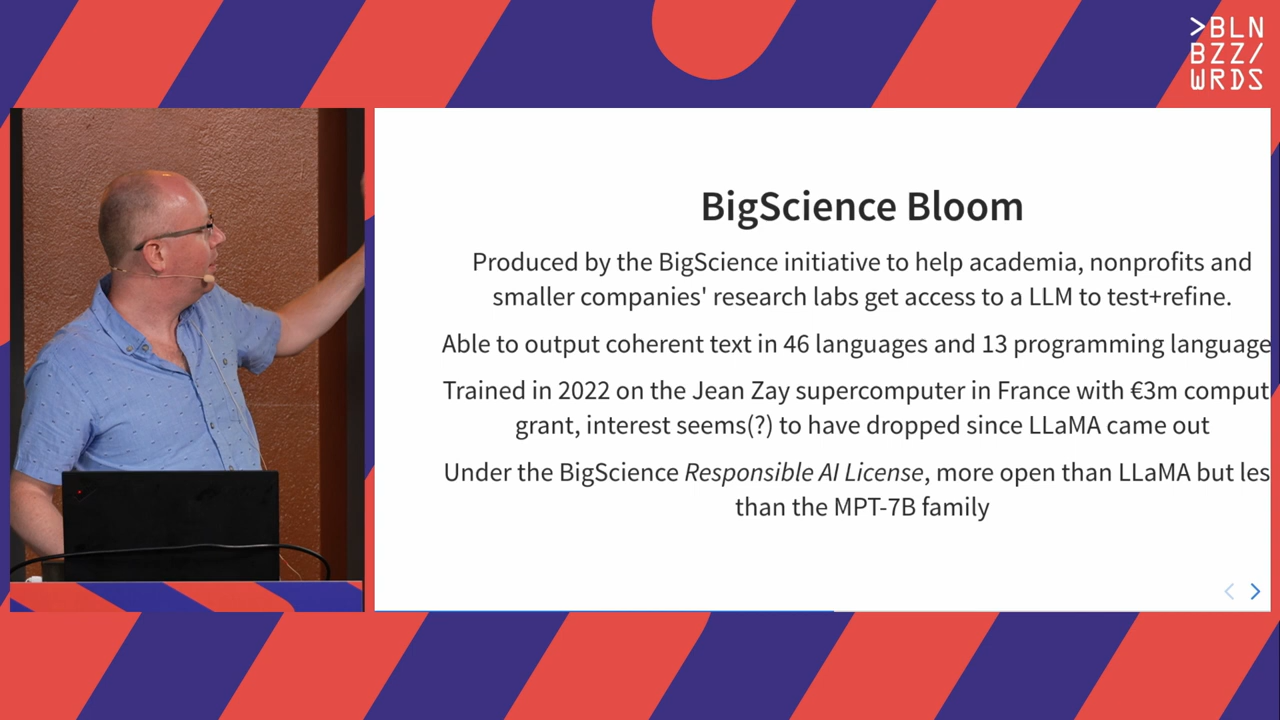 >BLN
BZZ/
WRDS
BigScience Bloom
Produced by the BigScience initiative to help academia, nonprofits and
smaller companies' research labs get access to a LLM to test+refine.
Able to output coherent text in 46 languages and 13 programming language
Trained in 2022 on the Jean Zay supercomputer in France with €3m comput
grant, interest seems(?) to have dropped since LLaMA came out
Under the BigScience Responsible AI License, more open than LLaMA but les
than the MPT-7B family